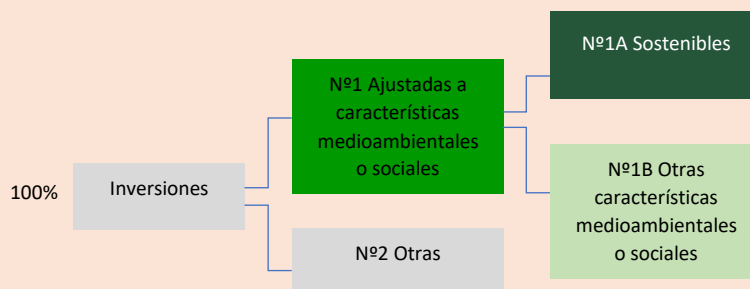 100%
Inversiones
Nº1 Ajustadas a
características
medioambientales
o sociales
Nº2 Otras
Nº1A Sostenibles
Nº1B Otras
características
medioambientales
o sociales